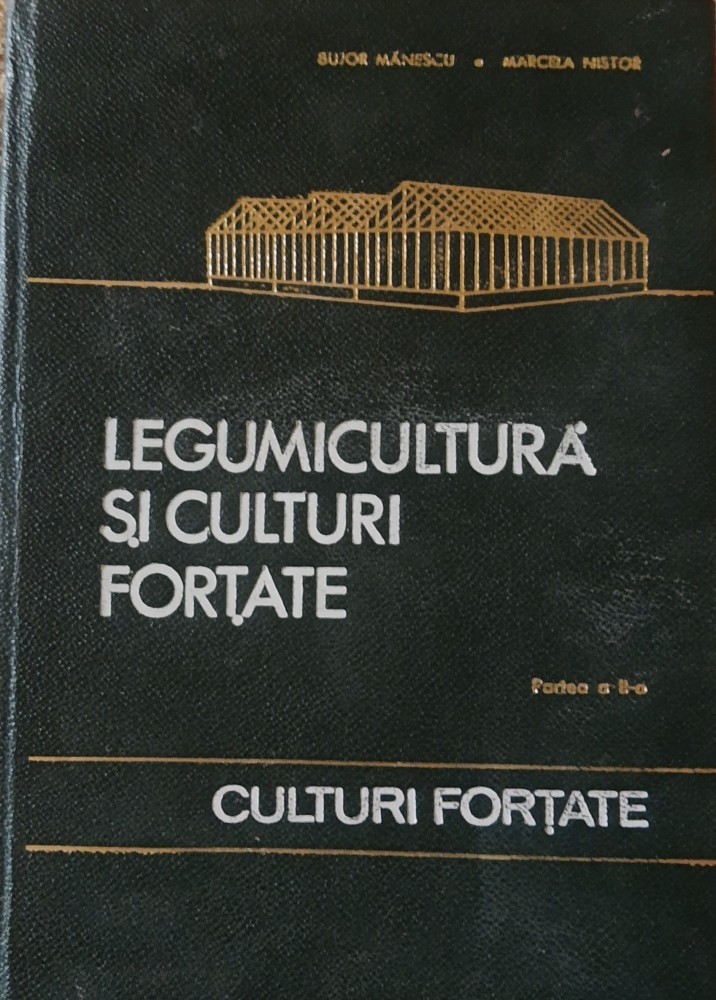 BUJOR MĂNESCU • MARCELA NISTOR
LEGUMICULTURĂ
ȘI CULTURI
FORȚATE
Partea a II-a
CULTURI FORȚATE